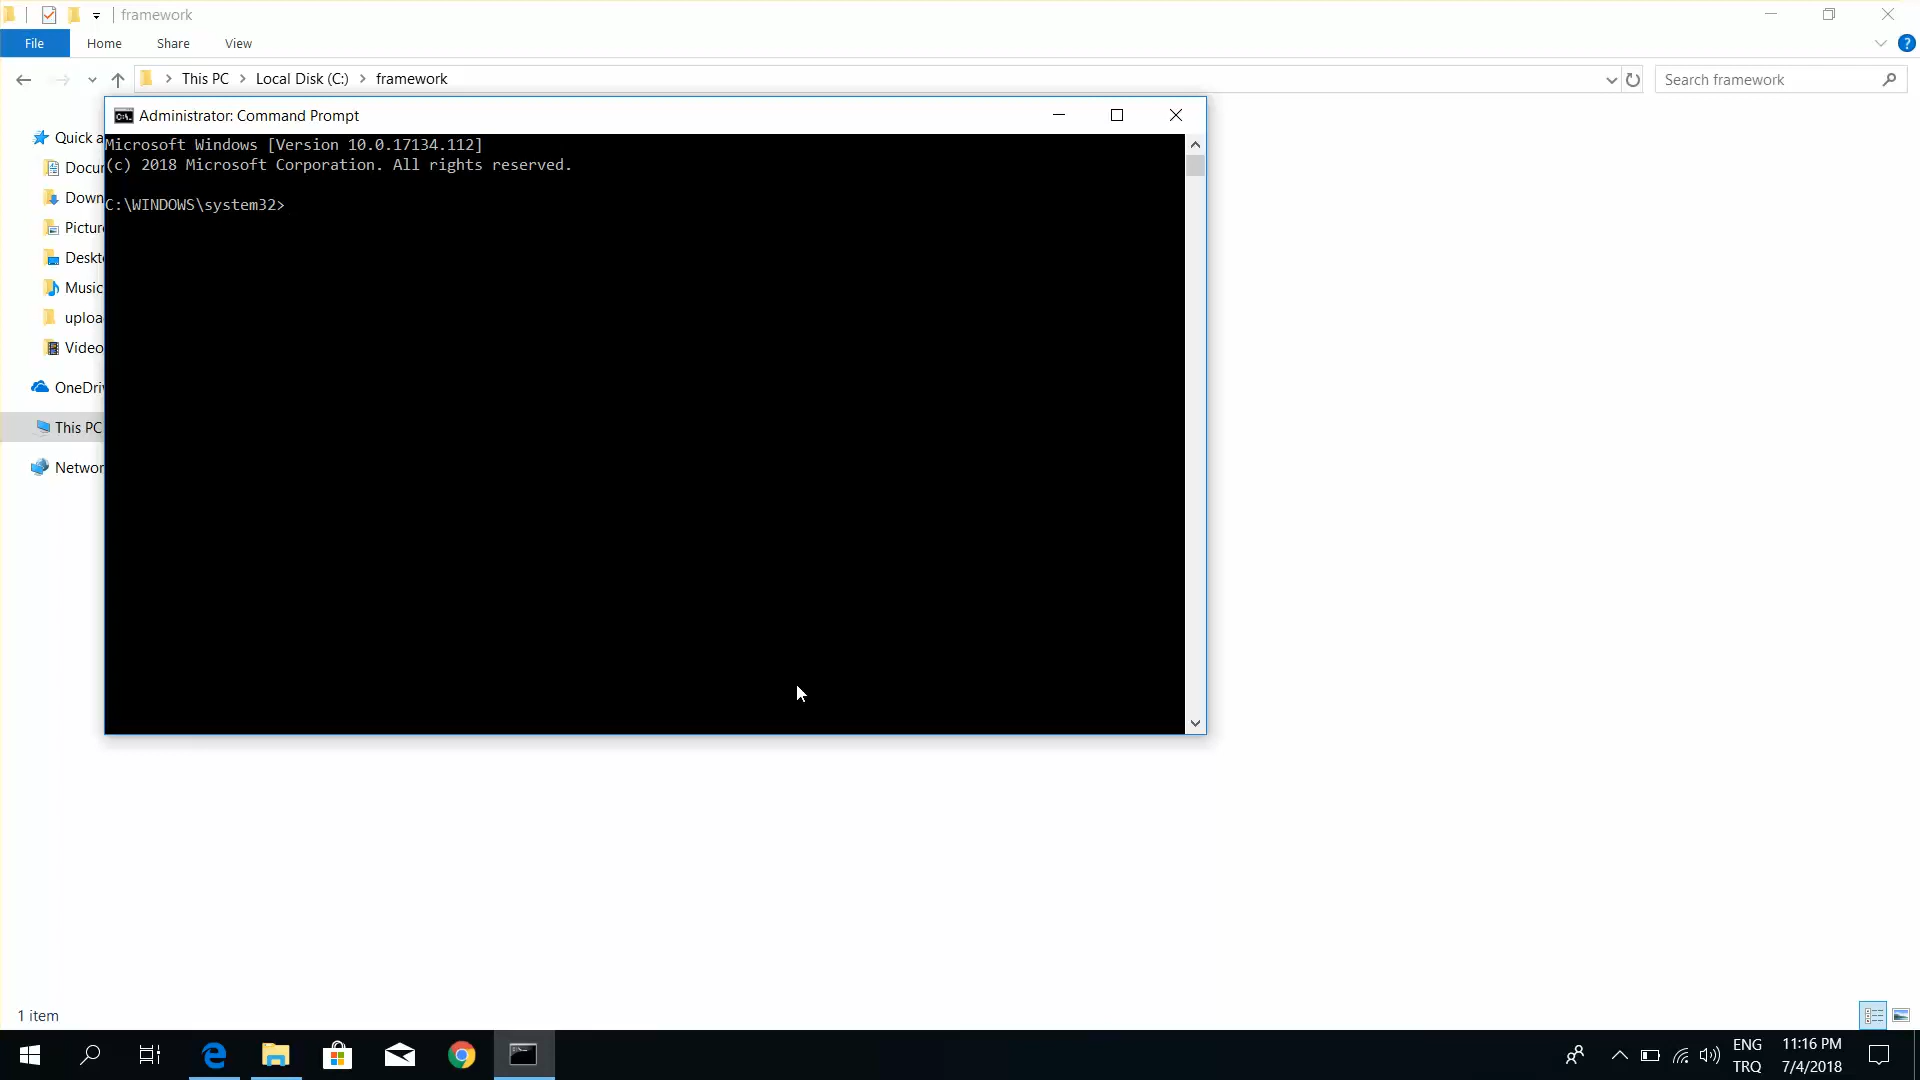 framework
File Home Share View
This PC Local Disk (C:) framework
Search framework
Administrator: Command Prompt
Microsoft Windows [Version 10.0.17134.112]
(c) 2018 Microsoft Corporation. All rights reserved.
C:\WINDOWS\system32>
Quick a
Docu
Down
Pictur
Deskt
Music
uploa
Video
OneDri
This PC
Networ
1 item
ENG
TRQ
11:16 PM
7/4/2018